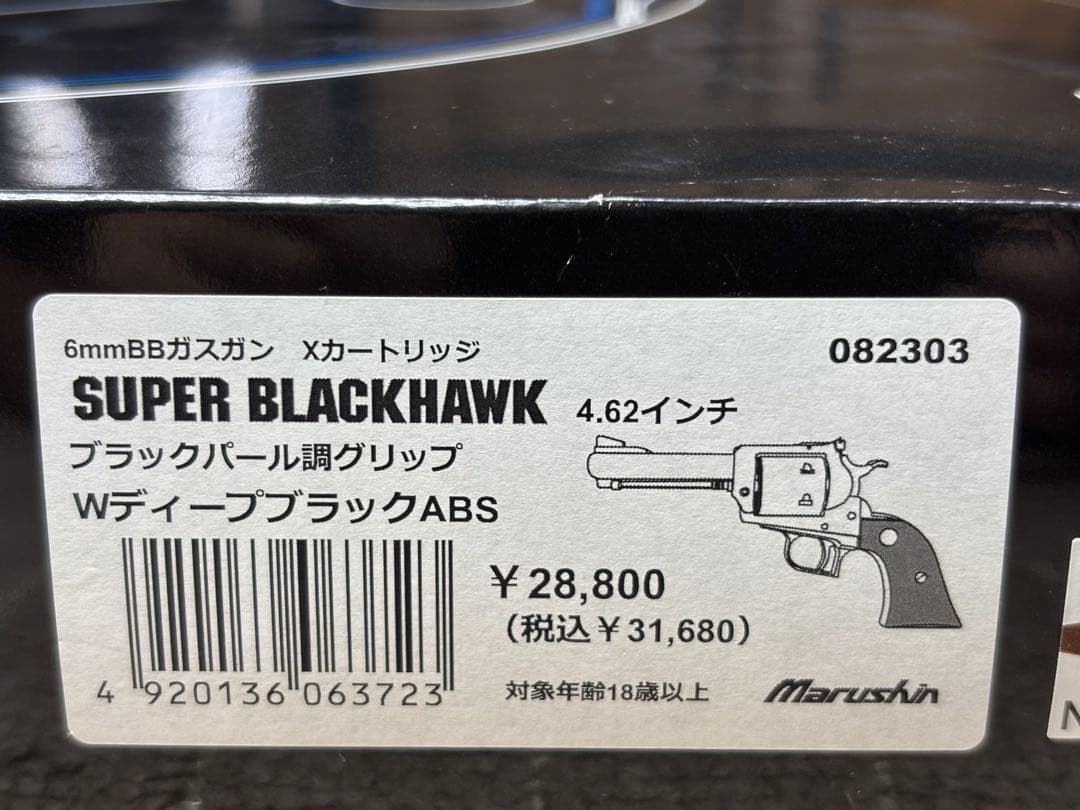 6mmBBガスガン Xカートリッジ
082303
SUPER BLACKHAWK 4.62インチ
ブラックパール調グリップ
WディープブラックABS
¥28,800
(税込¥31,680)
4 920136 063723
対象年齢18歳以上
Marushin